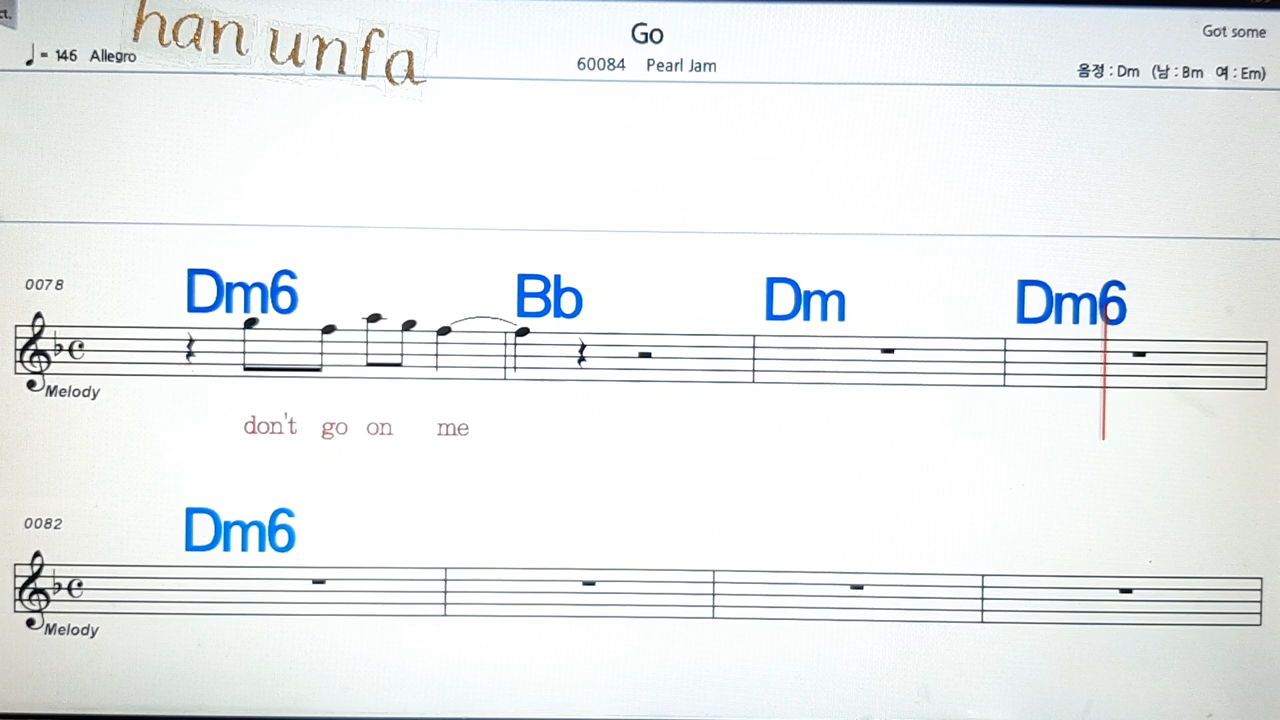 ct.
han unfa
Go
Got some
♩ = 146 Allegro
60084 Pearl Jam
음정 : Dm (남 : Bm 여 : Em)
0078
Dm6 Bb Dm Dm6
Melody
don't go on me
0082
Dm6
Melody